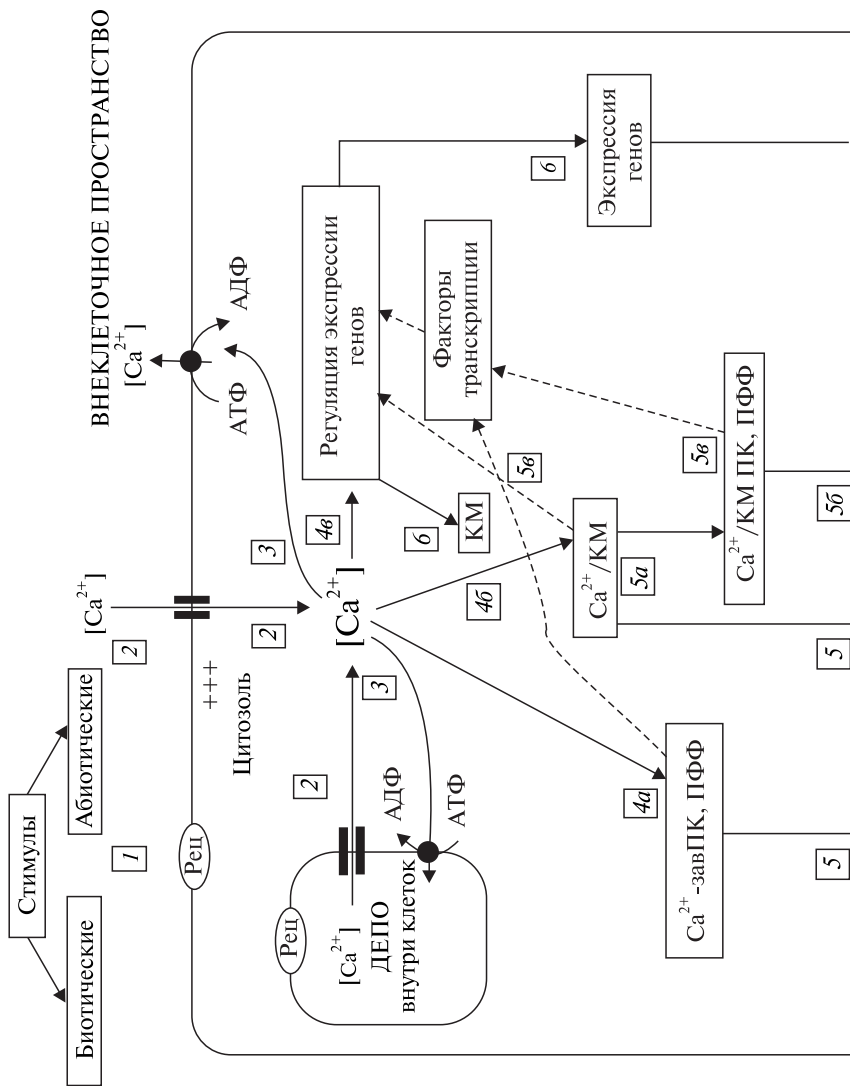 ВНЕКЛЕТОЧНОЕ ПРОСТРАНСТВО
Стимулы
Биотические
Абиотические
1
2
[Ca2+]
[Ca2+]
Рец
+++
Цитозоль
2
3
АТФ
АДФ
Рец
[Ca2+]
ДЕПО
внутри клеток
2
АДФ
АТФ
3
[Ca2+]
4в
Регуляция экспрессии
генов
6
КМ
4б
Факторы
транскрипции
6
Экспрессия
генов
5в
Ca2+/КМ
5а
5в
Ca2+/КМ ПК, ПФФ
4а
Ca2+-завПК, ПФФ
5
5
5б